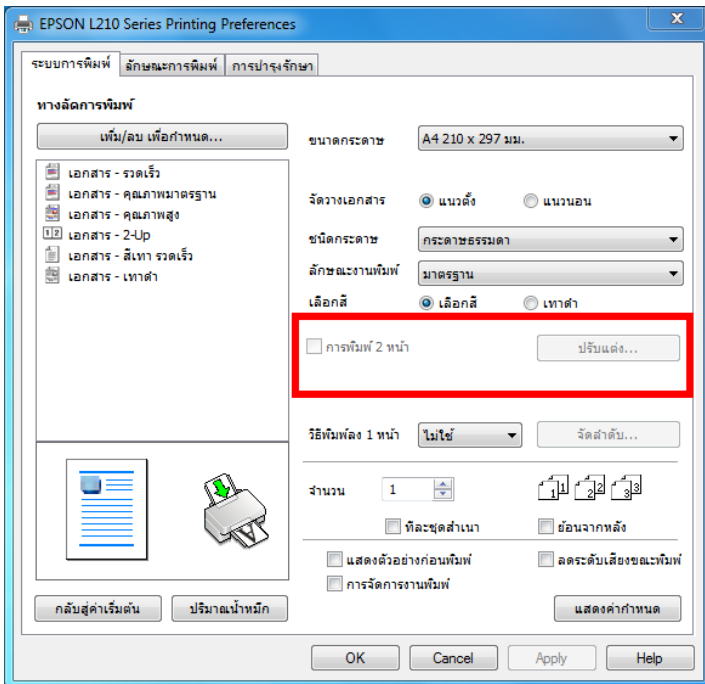 EPSON L210 Series Printing Preferences
X
ระบบการพิมพ์ ลักษณะการพิมพ์ การบำรุงรักษา
ทางลัดการพิมพ์
เพิ่ม/ลบ เพื่อกำหนด...
เอกสาร - รวดเร็ว
เอกสาร - คุณภาพมาตรฐาน
เอกสาร - คุณภาพสูง
1 2 เอกสาร - 2-Up
เอกสาร - สีเทา รวดเร็ว
เอกสาร - เทาดำ
ขนาดกระดาษ A4 210 x 297 มม.
จัดวางเอกสาร แนวตั้ง แนวนอน
ชนิดกระดาษ กระดาษธรรมดา
ลักษณะงานพิมพ์ มาตรฐาน
เลือกสี เลือกสี เทาดำ
การพิมพ์ 2 หน้า ปรับแต่ง...
วิธีพิมพ์ลง 1 หน้า ไม่ใช้ จัดลำดับ...
จำนวน 1 1 1 2 2 3 3
ทีละชุดสำเนา ย้อนจากหลัง
แสดงตัวอย่างก่อนพิมพ์ ลดระดับเสียงขณะพิมพ์
การจัดการงานพิมพ์
กลับสู่ค่าเริ่มต้น ปริมาณน้ำหมึก แสดงค่ากำหนด
OK Cancel Apply Help